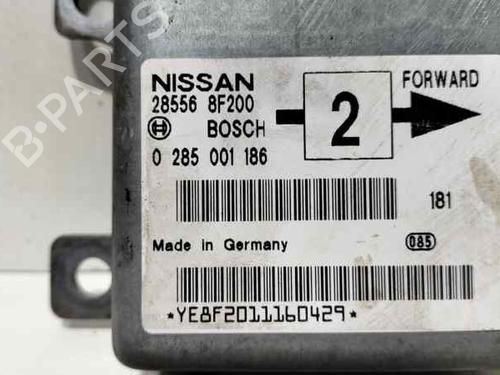 NISSAN
28556 8F200
BOSCH
0 285 001 186
2
FORWARD
181
Made in Germany
085
*YE8F2011160429*
B-PARTS